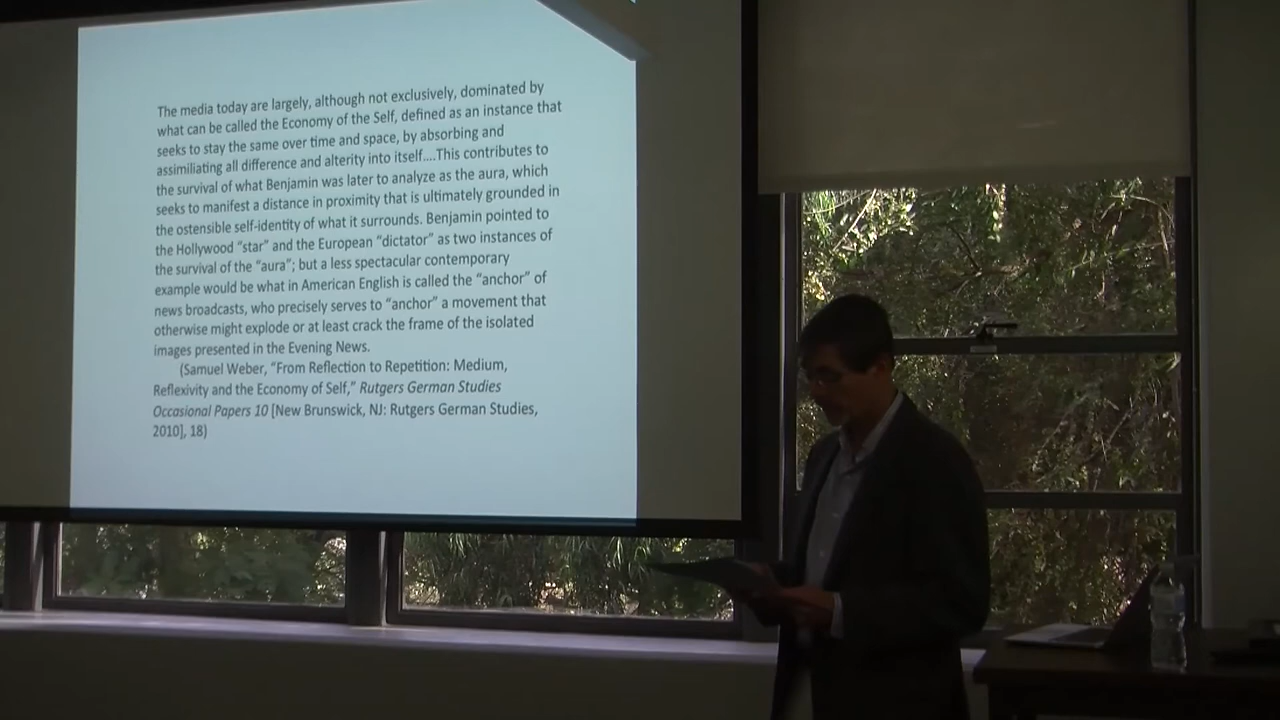 The media today are largely, although not exclusively, dominated by
what can be called the Economy of the Self, defined as an instance that
seeks to stay the same over time and space, by absorbing and
assimiliating all difference and alterity into itself....This contributes to
the survival of what Benjamin was later to analyze as the aura, which
seeks to manifest a distance in proximity that is ultimately grounded in
the ostensible self-identity of what it surrounds. Benjamin pointed to
the Hollywood “star” and the European “dictator” as two instances of
the survival of the “aura”; but a less spectacular contemporary
example would be what in American English is called the “anchor” of
news broadcasts, who precisely serves to “anchor” a movement that
otherwise might explode or at least crack the frame of the isolated
images presented in the Evening News.
(Samuel Weber, “From Reflection to Repetition: Medium,
Reflexivity and the Economy of Self,” Rutgers German Studies
Occasional Papers 10 [New Brunswick, NJ: Rutgers German Studies,
2010], 18)